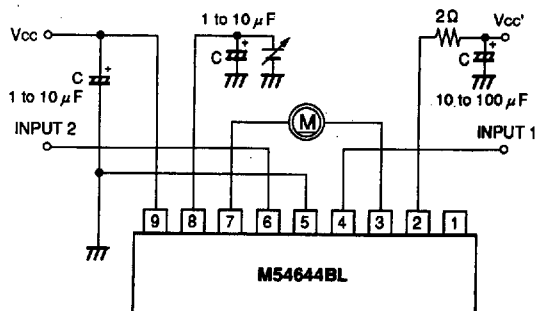 1 to 10 μF
2Ω
Vcc
Vcc'
C
C
C
1 to 10 μF
10 to 100 μF
INPUT 2
M
INPUT 1
9 8 7 6 5 4 3 2 1
M54644BL